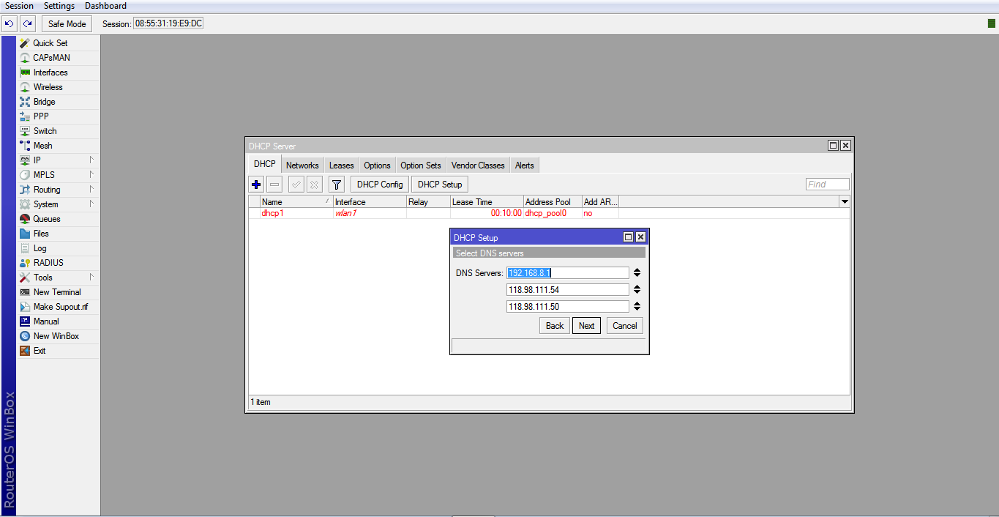 Session Settings Dashboard
Safe Mode Session: 08:55:31:19:E9:DC
Quick Set
CAPsMAN
Interfaces
Wireless
Bridge
PPP
Switch
Mesh
IP
MPLS
Routing
System
Queues
Files
Log
RADIUS
Tools
New Terminal
Make Supout.rif
Manual
New WinBox
Exit
RouterOS WinBox
DHCP Server
DHCP Networks Leases Options Option Sets Vendor Classes Alerts
DHCP Config DHCP Setup Find
Name Interface Relay Lease Time Address Pool Add AR...
dhcp1 wlan1 00:10:00 dhcp_pool0 no
DHCP Setup
Select DNS servers
DNS Servers: 192.168.8.1
118.98.111.54
118.98.111.50
Back Next Cancel
1 item